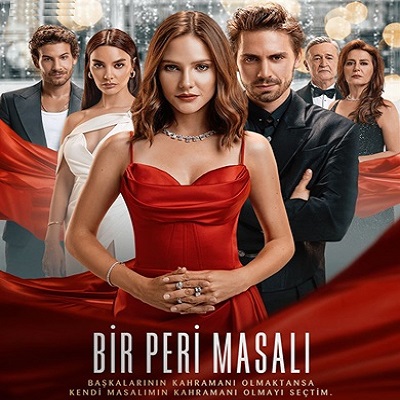 BİR PERİ MASALI
BAŞKALARININ KAHRAMANI OLMAKTANSA
KENDİ MASALIMIN KAHRAMANI OLMAYI SEÇTİM.